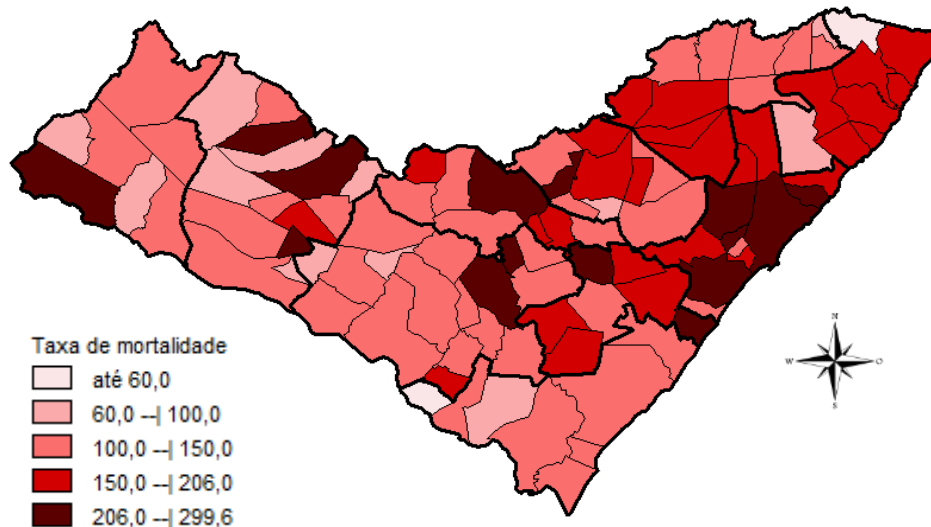 Taxa de mortalidade
até 60,0
60,0 --| 100,0
100,0 --| 150,0
150,0 --| 206,0
206,0 --| 299,6
N
W
O
S